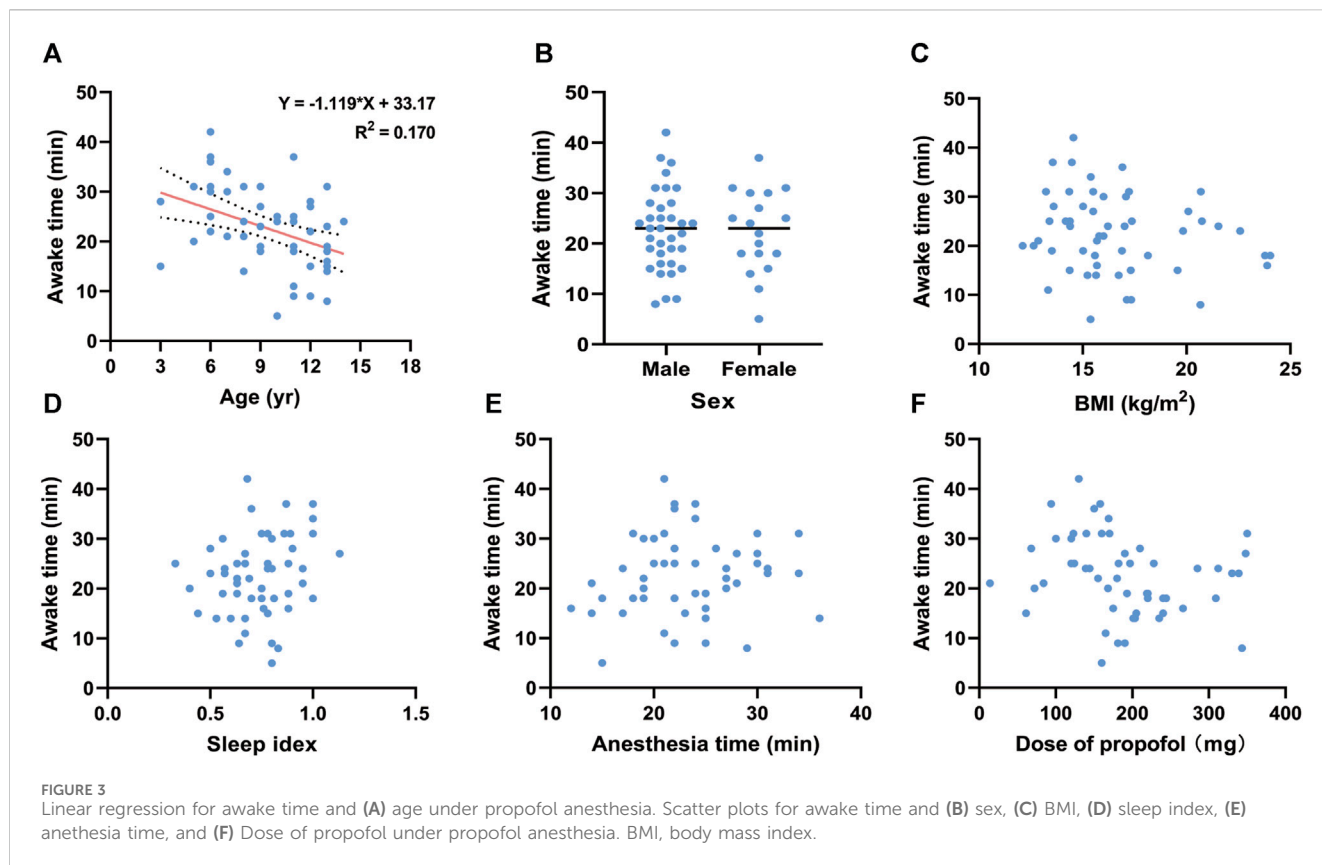 A
Y = -1.119*X + 33.17
R² = 0.170
Awake time (min)
50
40
30
20
10
0
0 3 6 9 12 15 18
Age (yr)
B
Awake time (min)
50
40
30
20
10
0
Male Female
Sex
C
Awake time (min)
50
40
30
20
10
0
10 15 20 25
BMI (kg/m²)
D
Awake time (min)
50
40
30
20
10
0
0.0 0.5 1.0 1.5
Sleep idex
E
Awake time (min)
50
40
30
20
10
0
10 20 30 40
Anesthesia time (min)
F
Awake time (min)
50
40
30
20
10
0
0 100 200 300 400
Dose of propofol（mg）
FIGURE 3
Linear regression for awake time and (A) age under propofol anesthesia. Scatter plots for awake time and (B) sex, (C) BMI, (D) sleep index, (E)
anethesia time, and (F) Dose of propofol under propofol anesthesia. BMI, body mass index.